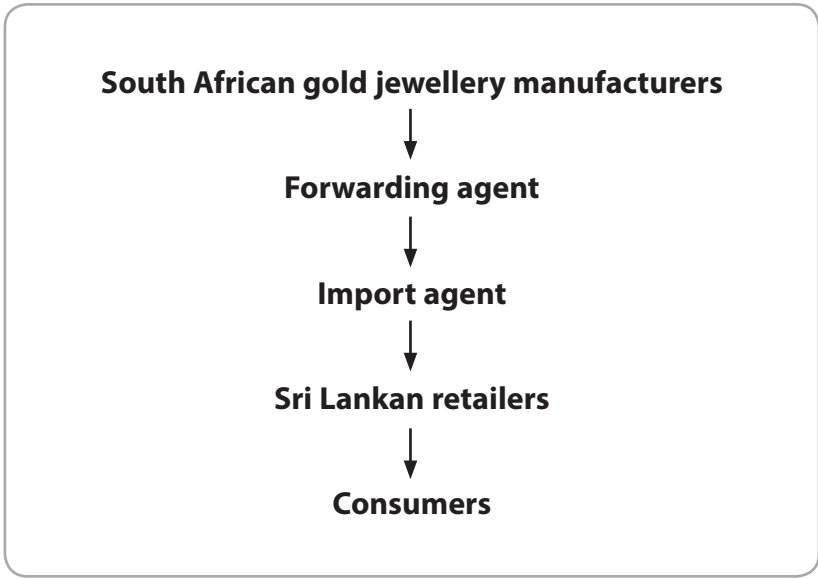 South African gold jewellery manufacturers
Forwarding agent
Import agent
Sri Lankan retailers
Consumers